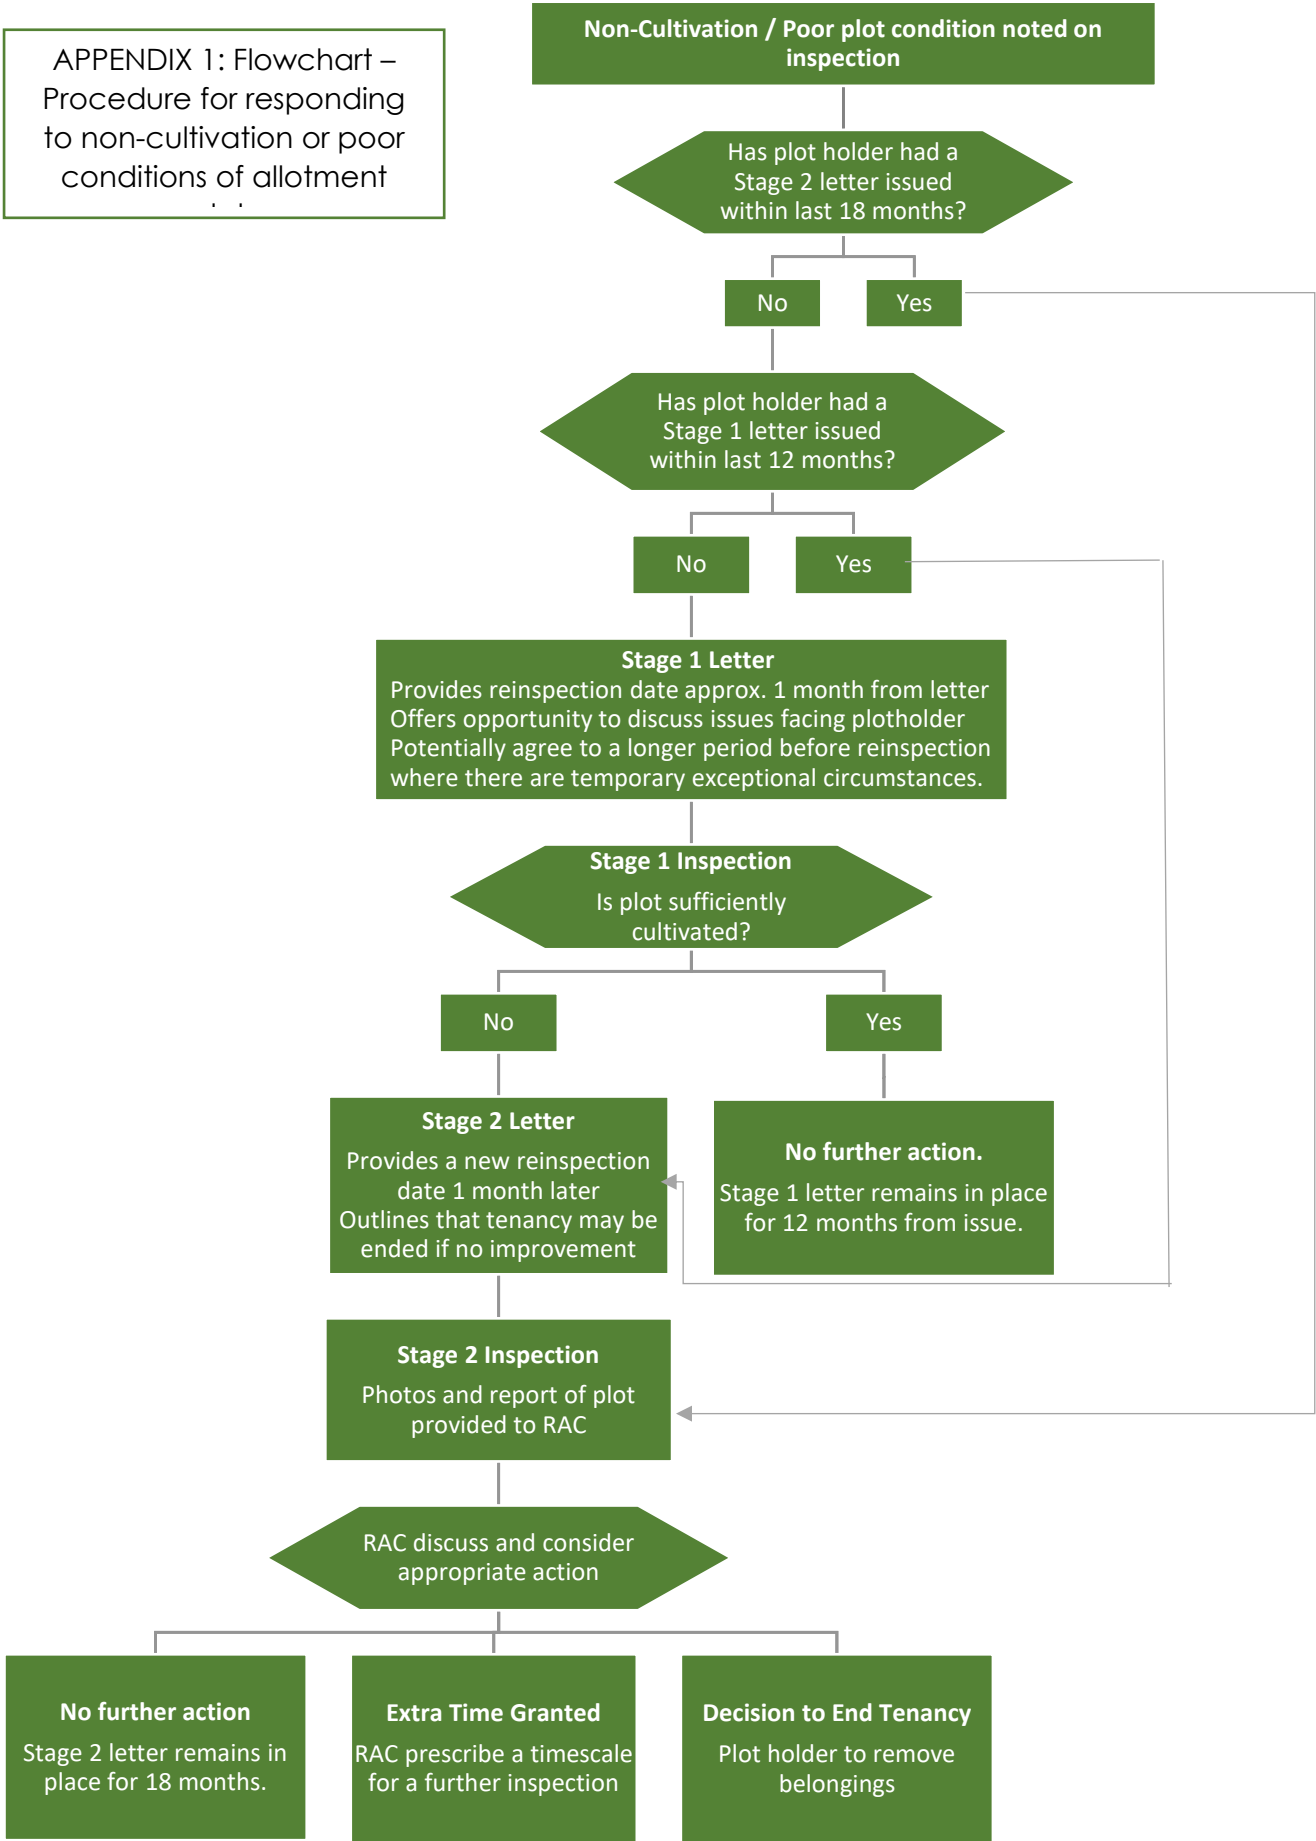 APPENDIX 1: Flowchart –
Procedure for responding
to non-cultivation or poor
conditions of allotment
Non-Cultivation / Poor plot condition noted on
inspection
Has plot holder had a
Stage 2 letter issued
within last 18 months?
No
Yes
Has plot holder had a
Stage 1 letter issued
within last 12 months?
No
Yes
Stage 1 Letter
Provides reinspection date approx. 1 month from letter
Offers opportunity to discuss issues facing plotholder
Potentially agree to a longer period before reinspection
where there are temporary exceptional circumstances.
Stage 1 Inspection
Is plot sufficiently
cultivated?
No
Yes
Stage 2 Letter
Provides a new reinspection
date 1 month later
Outlines that tenancy may be
ended if no improvement
No further action.
Stage 1 letter remains in place
for 12 months from issue.
Stage 2 Inspection
Photos and report of plot
provided to RAC
RAC discuss and consider
appropriate action
No further action
Stage 2 letter remains in
place for 18 months.
Extra Time Granted
RAC prescribe a timescale
for a further inspection
Decision to End Tenancy
Plot holder to remove
belongings